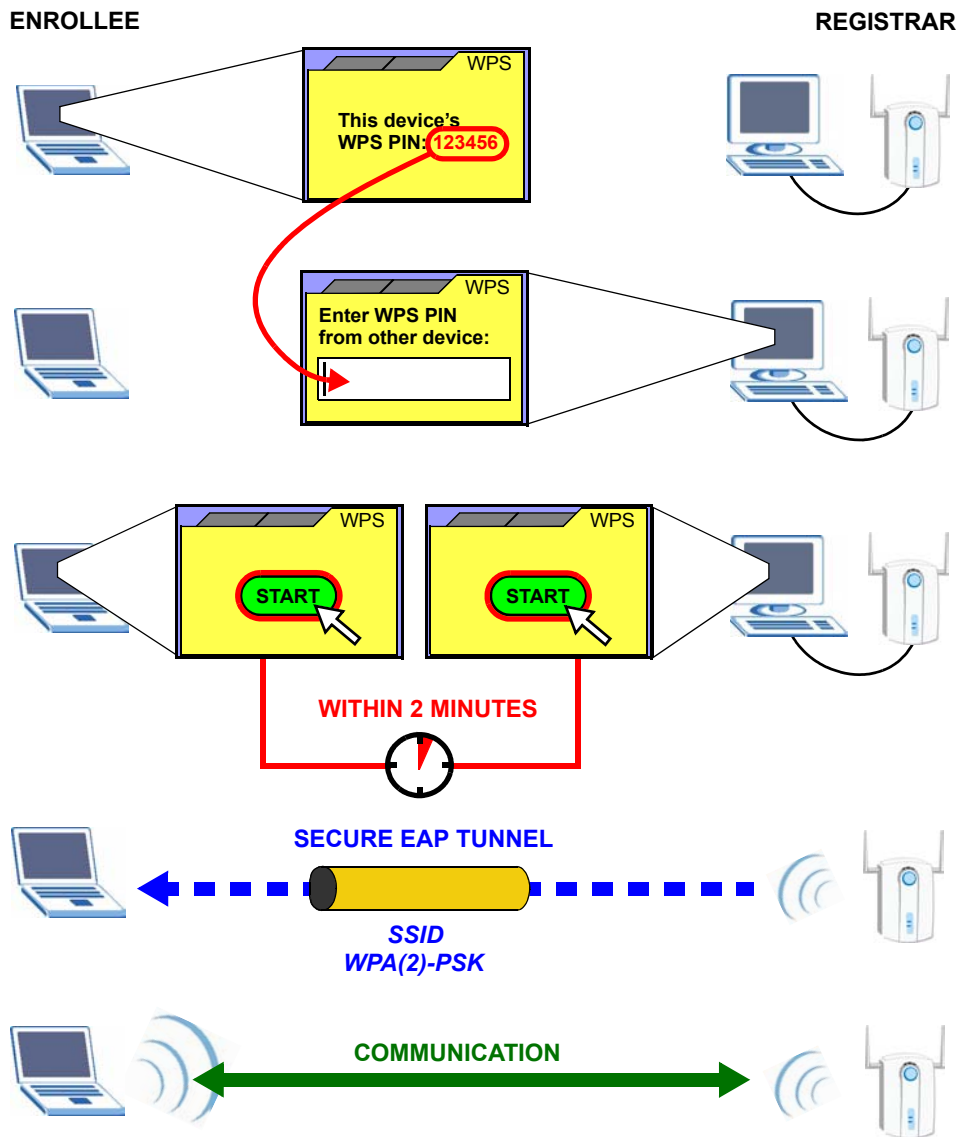 ENROLLEE
REGISTRAR
WPS
This device's
WPS PIN: 123456
WPS
Enter WPS PIN
from other device:
WPS
WPS
START
START
WITHIN 2 MINUTES
SECURE EAP TUNNEL
SSID
WPA(2)-PSK
COMMUNICATION